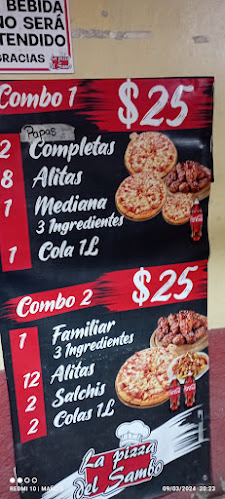 BEBIDA
NO SERÁ
TENDIDO
GRACIAS
Combo 1 $25
Papas
2 Completas
8 Alitas
1 Mediana
3 Ingredientes
1 Cola 1L
Combo 2 $25
1 Familiar
3 Ingredientes
12 Alitas
2 Salchis
2 Colas 1L
La pizza
del Sambo
REDMI 10
09/03/2024 20:23